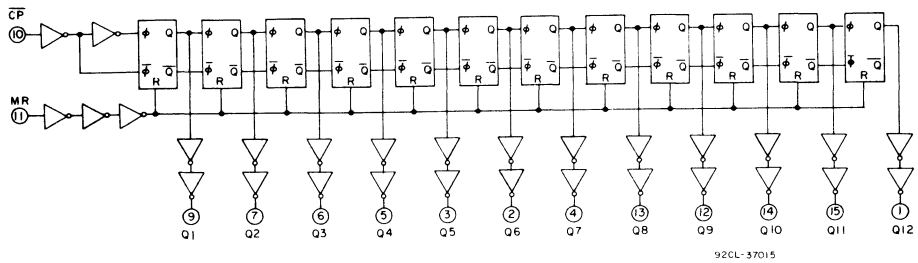 C̅P̅
10
ϕ Q ϕ Q ϕ Q ϕ Q ϕ Q ϕ Q ϕ Q ϕ Q ϕ Q ϕ Q ϕ Q ϕ Q
ϕ̅ Q̅ ϕ̅ Q̅ ϕ̅ Q̅ ϕ̅ Q̅ ϕ̅ Q̅ ϕ̅ Q̅ ϕ̅ Q̅ ϕ̅ Q̅ ϕ̅ Q̅ ϕ̅ Q̅ ϕ̅ Q̅ ϕ̅ Q̅
R R R R R R R R R R R R
MR
11
9 7 6 5 3 2 4 13 12 14 15 1
Q1 Q2 Q3 Q4 Q5 Q6 Q7 Q8 Q9 Q10 Q11 Q12
92CL-37015